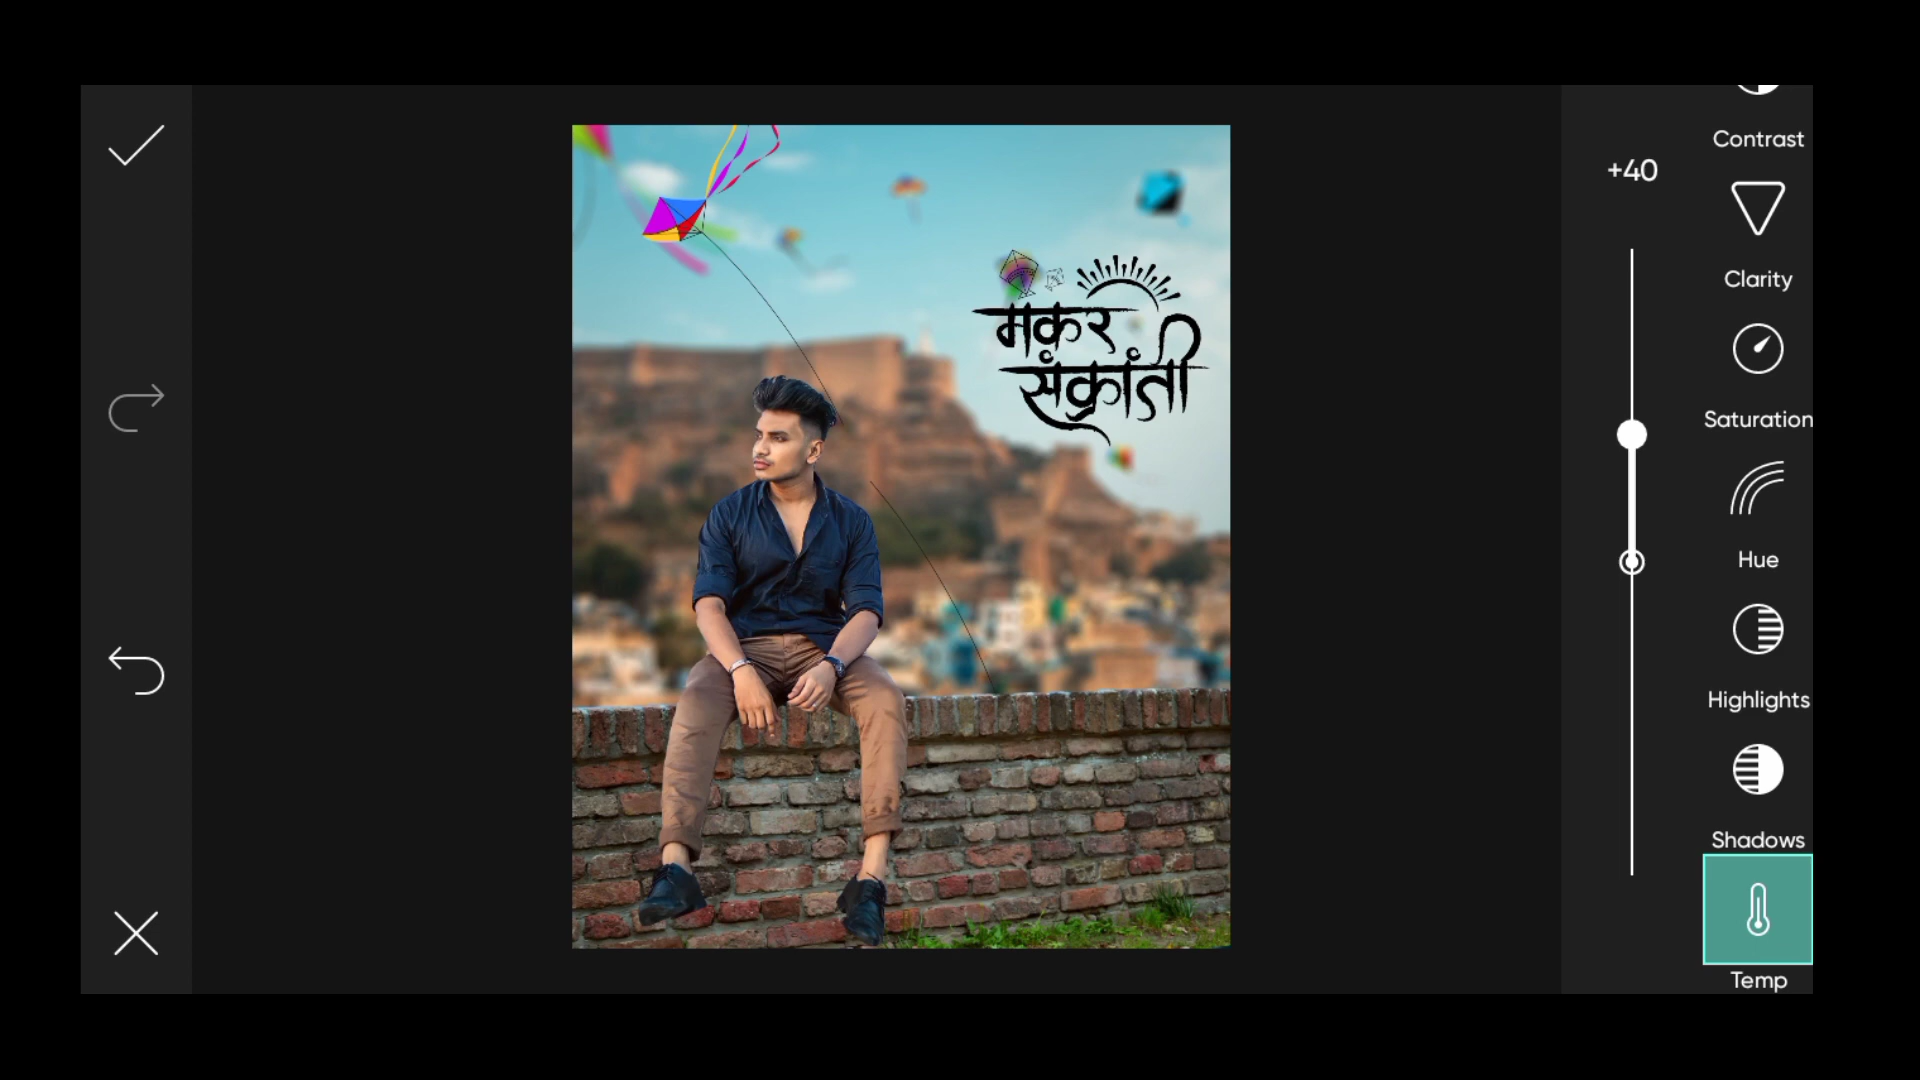 Contrast
+40
Clarity
मकर
संक्रांती
Saturation
Hue
Highlights
Shadows
Temp